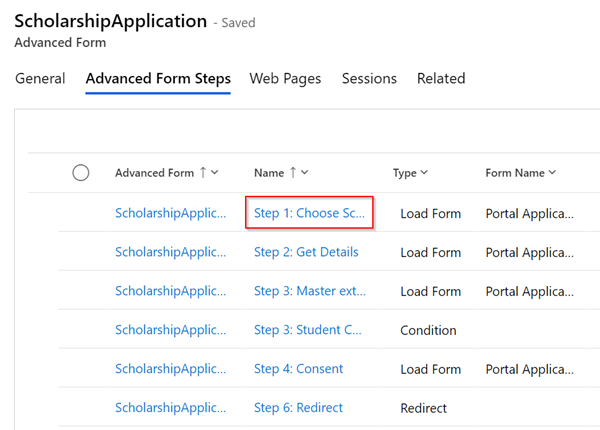 ScholarshipApplication - Saved
Advanced Form
General Advanced Form Steps Web Pages Sessions Related
Advanced Form ↑ Name ↑ Type Form Name
ScholarshipApplic... Step 1: Choose Sc... Load Form Portal Applica...
ScholarshipApplic... Step 2: Get Details Load Form Portal Applica...
ScholarshipApplic... Step 3: Master ext... Load Form Portal Applica...
ScholarshipApplic... Step 3: Student C... Condition
ScholarshipApplic... Step 4: Consent Load Form Portal Applica...
ScholarshipApplic... Step 6: Redirect Redirect